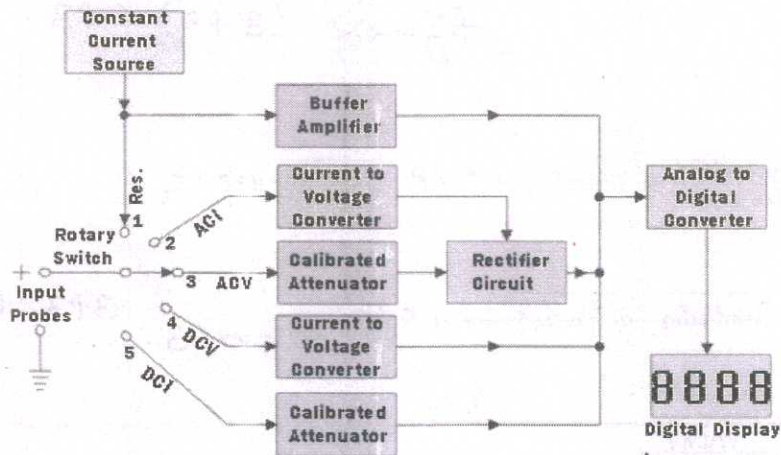 Constant
Current
Source
Buffer
Amplifier
Res.
1
Current to
Voltage
Converter
Analog to
Digital
Converter
2
ACi
Rotary
Switch
+
3
ACV
Calibrated
Attenuator
Rectifier
Circuit
Input
Probes
4
DCV
Current to
Voltage
Converter
5
DCi
Calibrated
Attenuator
8888
Digital Display